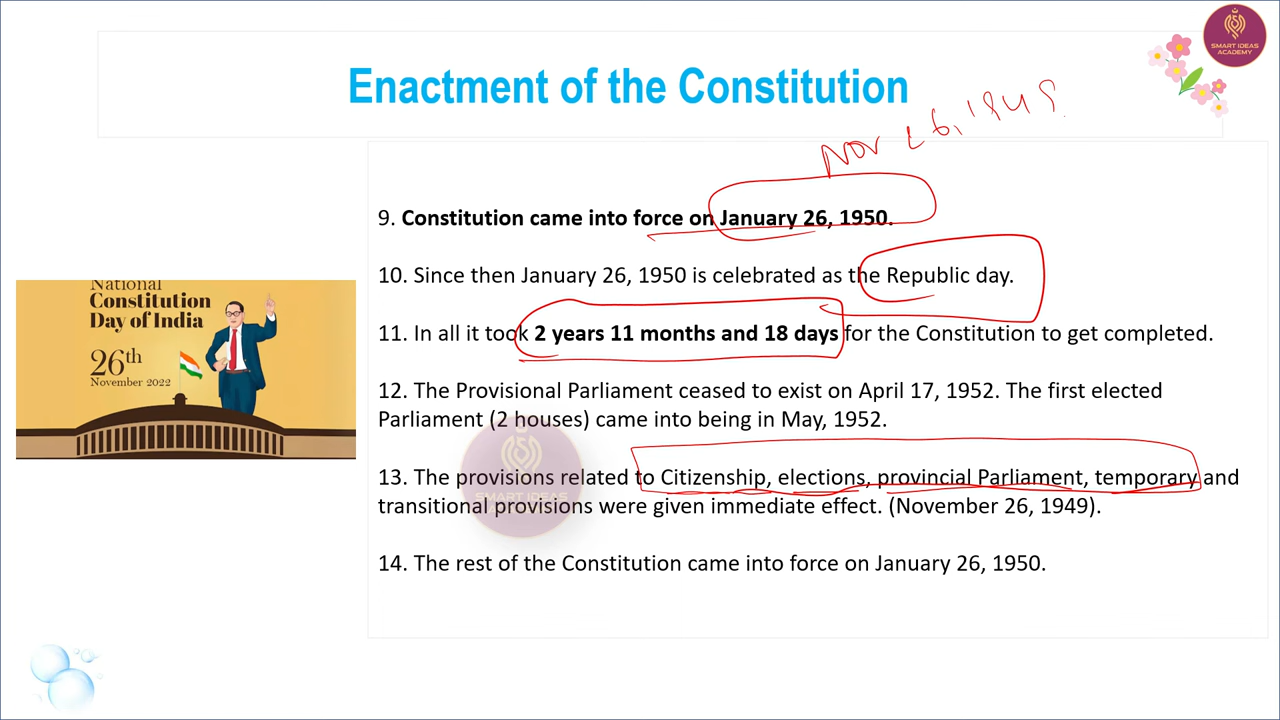 SMART IDEAS
ACADEMY
Enactment of the Constitution
Nov 26, 1949
9. Constitution came into force on January 26, 1950.
10. Since then January 26, 1950 is celebrated as the Republic day.
11. In all it took 2 years 11 months and 18 days for the Constitution to get completed.
12. The Provisional Parliament ceased to exist on April 17, 1952. The first elected
Parliament (2 houses) came into being in May, 1952.
13. The provisions related to Citizenship, elections, provincial Parliament, temporary and
transitional provisions were given immediate effect. (November 26, 1949).
14. The rest of the Constitution came into force on January 26, 1950.
National
Constitution
Day of India
26th
November 2022
SMART IDEAS